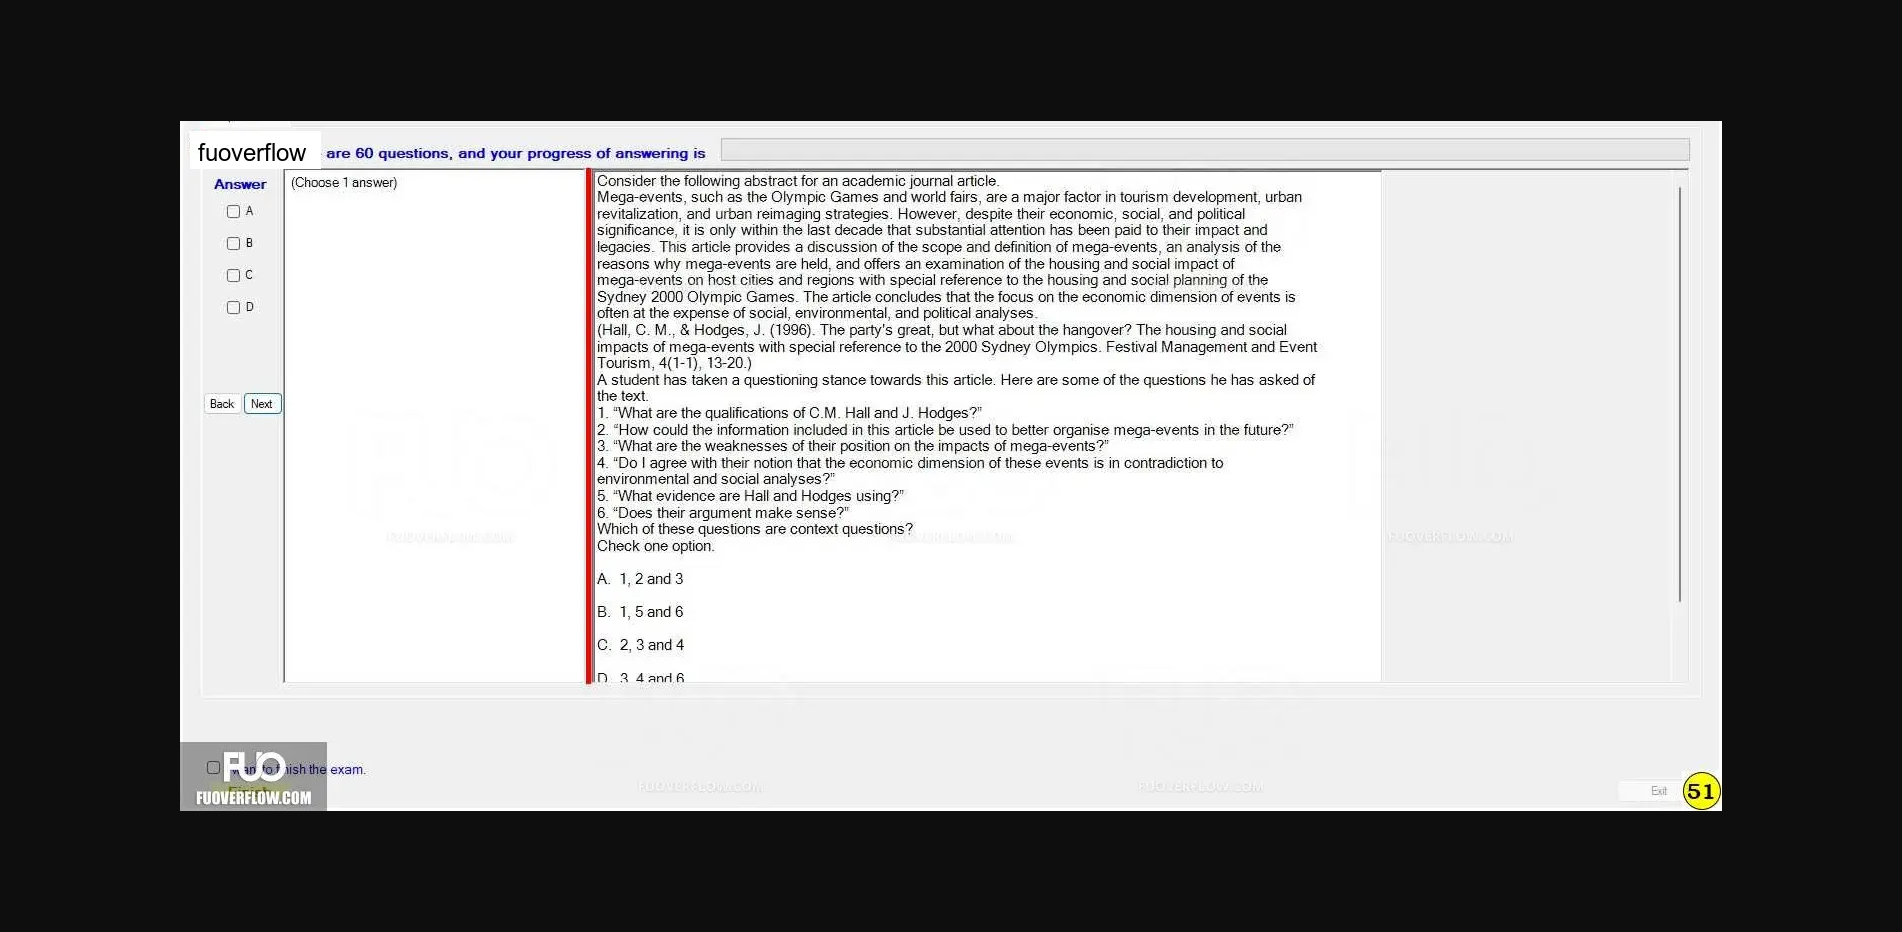 fuoverflow are 60 questions, and your progress of answering is
Answer
A
B
C
D
Back Next
(Choose 1 answer)
Consider the following abstract for an academic journal article.
Mega-events, such as the Olympic Games and world fairs, are a major factor in tourism development, urban
revitalization, and urban reimaging strategies. However, despite their economic, social, and political
significance, it is only within the last decade that substantial attention has been paid to their impact and
legacies. This article provides a discussion of the scope and definition of mega-events, an analysis of the
reasons why mega-events are held, and offers an examination of the housing and social impact of
mega-events on host cities and regions with special reference to the housing and social planning of the
Sydney 2000 Olympic Games. The article concludes that the focus on the economic dimension of events is
often at the expense of social, environmental, and political analyses.
(Hall, C. M., & Hodges, J. (1996). The party's great, but what about the hangover? The housing and social
impacts of mega-events with special reference to the 2000 Sydney Olympics. Festival Management and Event
Tourism, 4(1-1), 13-20.)
A student has taken a questioning stance towards this article. Here are some of the questions he has asked of
the text.
1. “What are the qualifications of C.M. Hall and J. Hodges?”
2. “How could the information included in this article be used to better organise mega-events in the future?”
3. “What are the weaknesses of their position on the impacts of mega-events?”
4. “Do I agree with their notion that the economic dimension of these events is in contradiction to
environmental and social analyses?”
5. “What evidence are Hall and Hodges using?”
6. “Does their argument make sense?”
Which of these questions are context questions?
Check one option.
A. 1, 2 and 3
B. 1, 5 and 6
C. 2, 3 and 4
D. 3, 4 and 6
FUOVERFLOW.COM
FUOVERFLOW.COM
FUOVERFLOW.COM
FUO
finish the exam.
FUOVERFLOW.COM
FUOVERFLOW.COM
FUOVERFLOW.COM
Exit
51